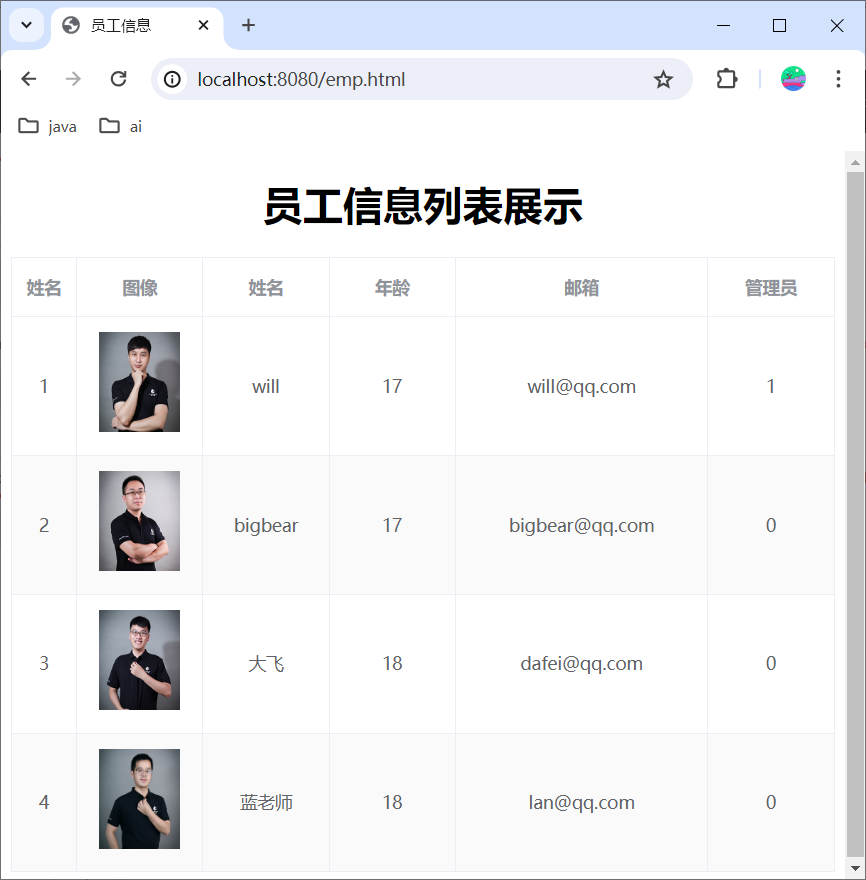 员工信息
localhost:8080/emp.html
java ai
员工信息列表展示
姓名 图像 姓名 年龄 邮箱 管理员
1 will 17 will@qq.com 1
2 bigbear 17 bigbear@qq.com 0
3 大飞 18 dafei@qq.com 0
4 蓝老师 18 lan@qq.com 0